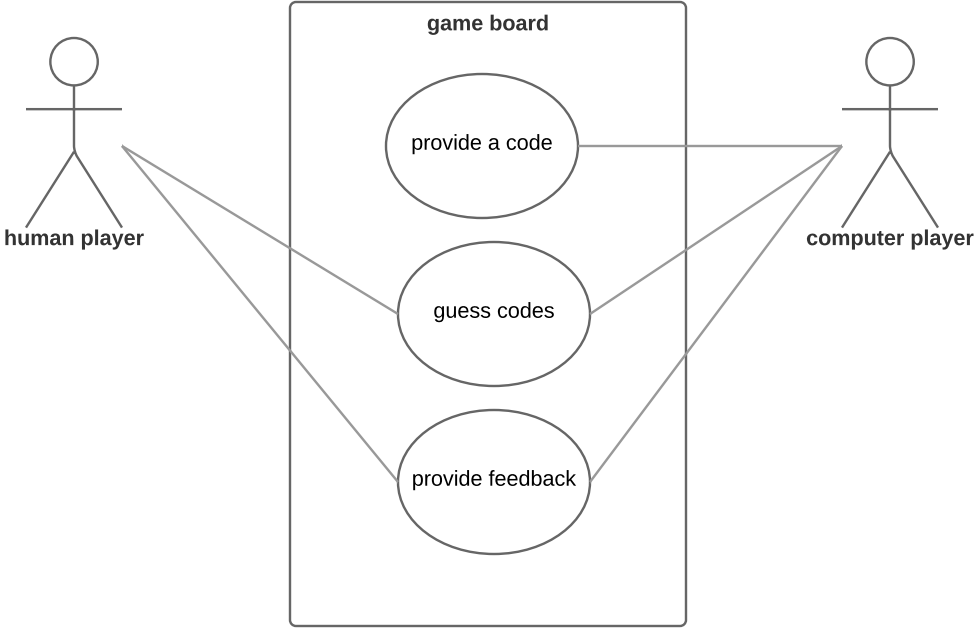 game board
provide a code
human player
computer player
guess codes
provide feedback